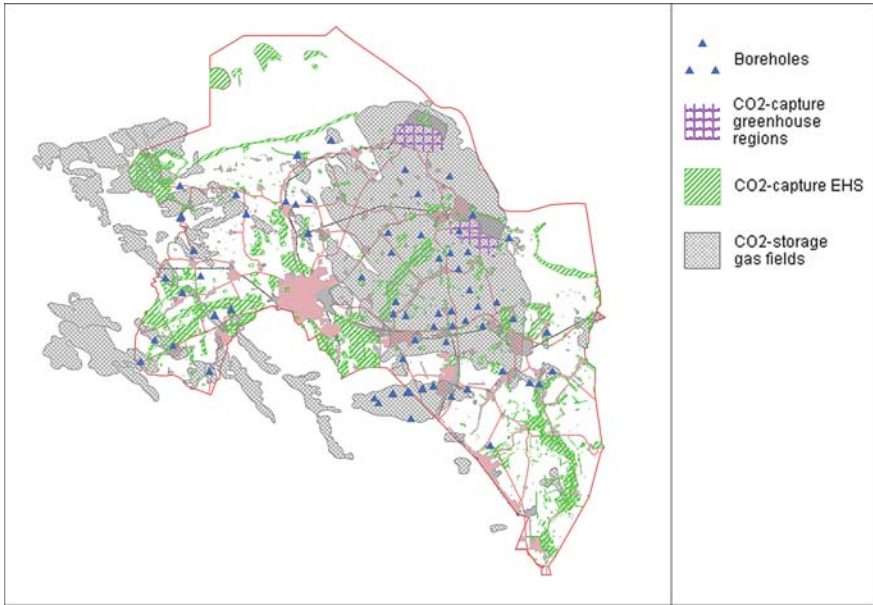 Boreholes
CO2-capture
greenhouse
regions
CO2-capture EHS
CO2-storage
gas fields